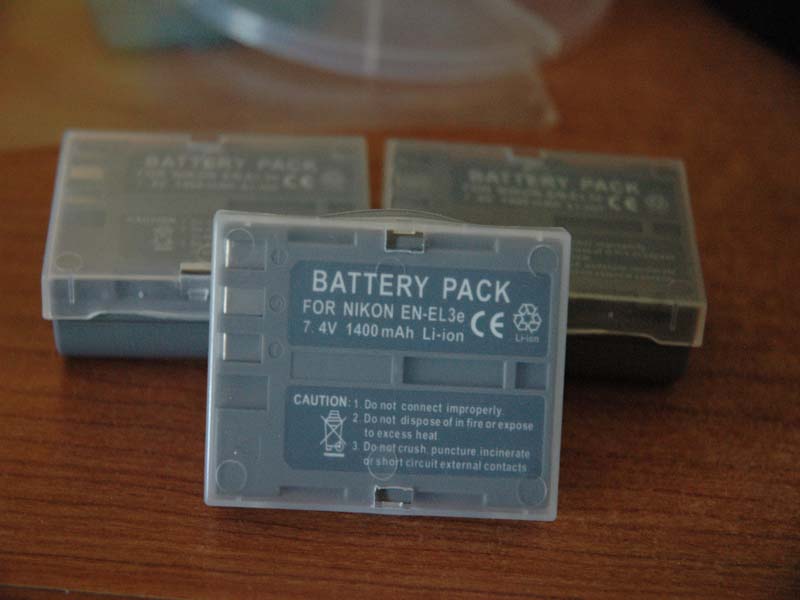 BATTERY PACK
BATTERY PACK
BATTERY PACK
FOR NIKON EN-EL3e
7.4V 1400mAh Li-ion CE
Li-ion
CAUTION: 1. Do not connect improperly.
2. Do not dispose of in fire or expose
to excess heat
3. Do not crush, puncture, incinerate
or short circuit external contacts